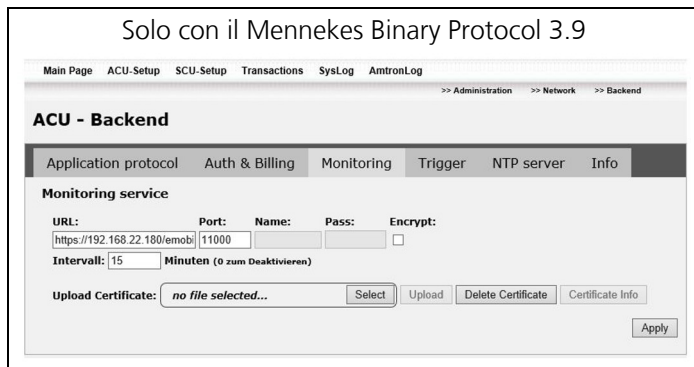 Solo con il Mennekes Binary Protocol 3.9
Main Page ACU-Setup SCU-Setup Transactions SysLog AmtronLog
>> Administration >> Network >> Backend
ACU - Backend
Application protocol Auth & Billing Monitoring Trigger NTP server Info
Monitoring service
URL: Port: Name: Pass: Encrypt:
https://192.168.22.180/emobi 11000
Intervall: 15 Minuten (0 zum Deaktivieren)
Upload Certificate: no file selected... Select Upload Delete Certificate Certificate Info
Apply